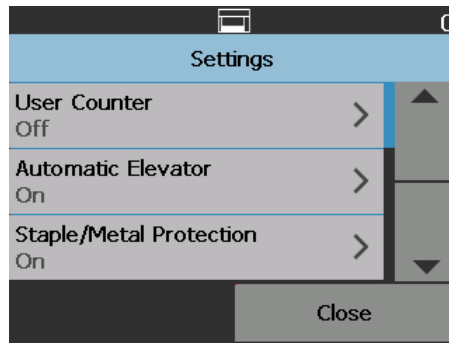 Settings
User Counter
Off
Automatic Elevator
On
Staple/Metal Protection
On
Close